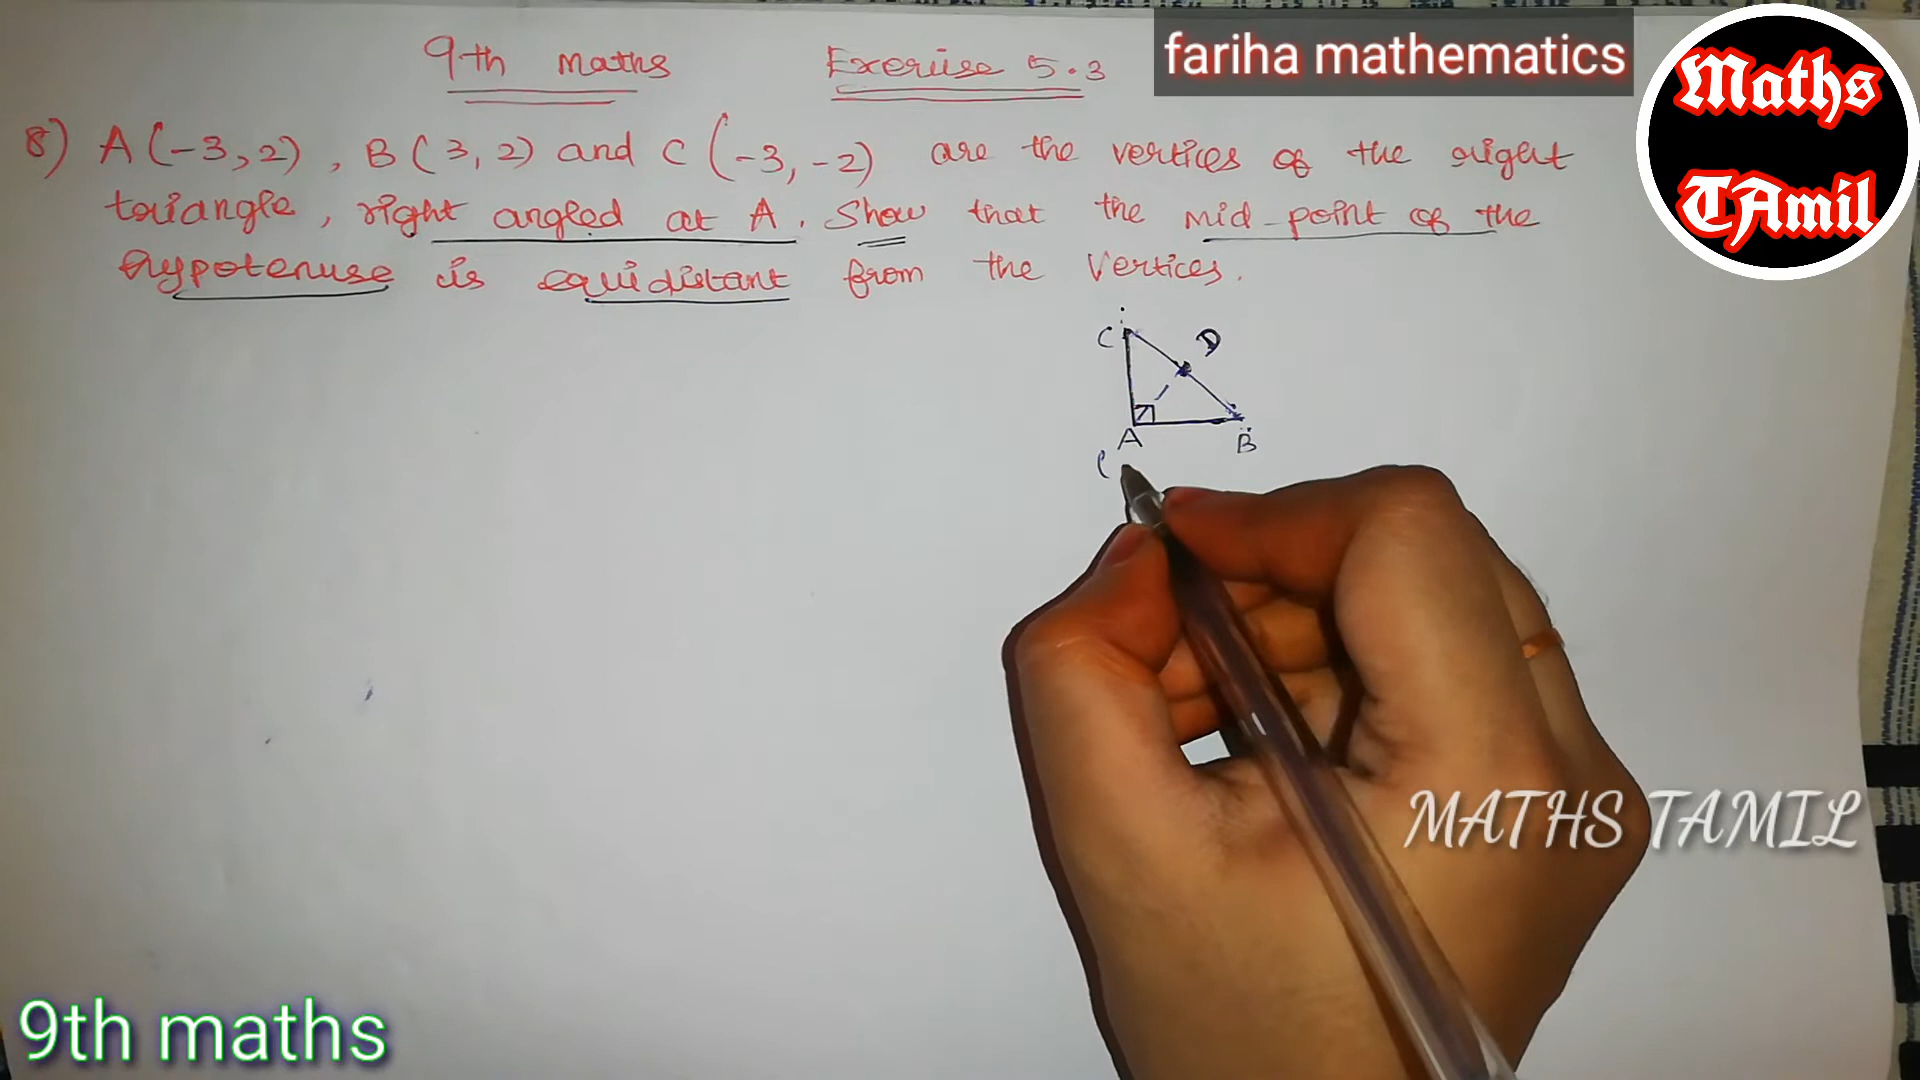 fariha mathematics
Maths
TAmil
9th maths Exercise 5.3
8) A(-3,2), B(3,2) and C(-3,-2) are the vertices of the right
triangle, right angled at A. Show that the mid-point of the
hypotenuse is equidistant from the vertices.
C D
A B
(
MATHS TAMIL
9th maths